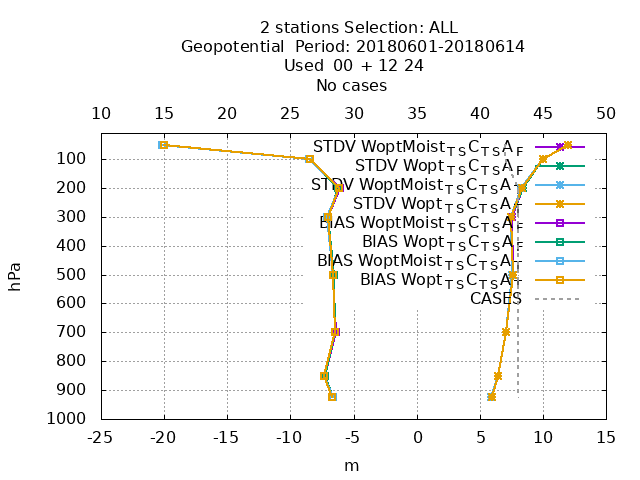 2 stations Selection: ALL
Geopotential  Period: 20180601-20180614
Used  00 + 12 24
No cases
10 15 20 25 30 35 40 45 50
STDV WoptMoist_TS C_TS A_F
STDV Wopt_TS C_TS A_F
STDV WoptMoist_TS C_TS A_T
STDV Wopt_TS C_TS A_T
BIAS WoptMoist_TS C_TS A_F
BIAS Wopt_TS C_TS A_F
BIAS WoptMoist_TS C_TS A_T
BIAS Wopt_TS C_TS A_T
CASES
hPa
100
200
300
400
500
600
700
800
900
1000
-25 -20 -15 -10 -5 0 5 10 15
m